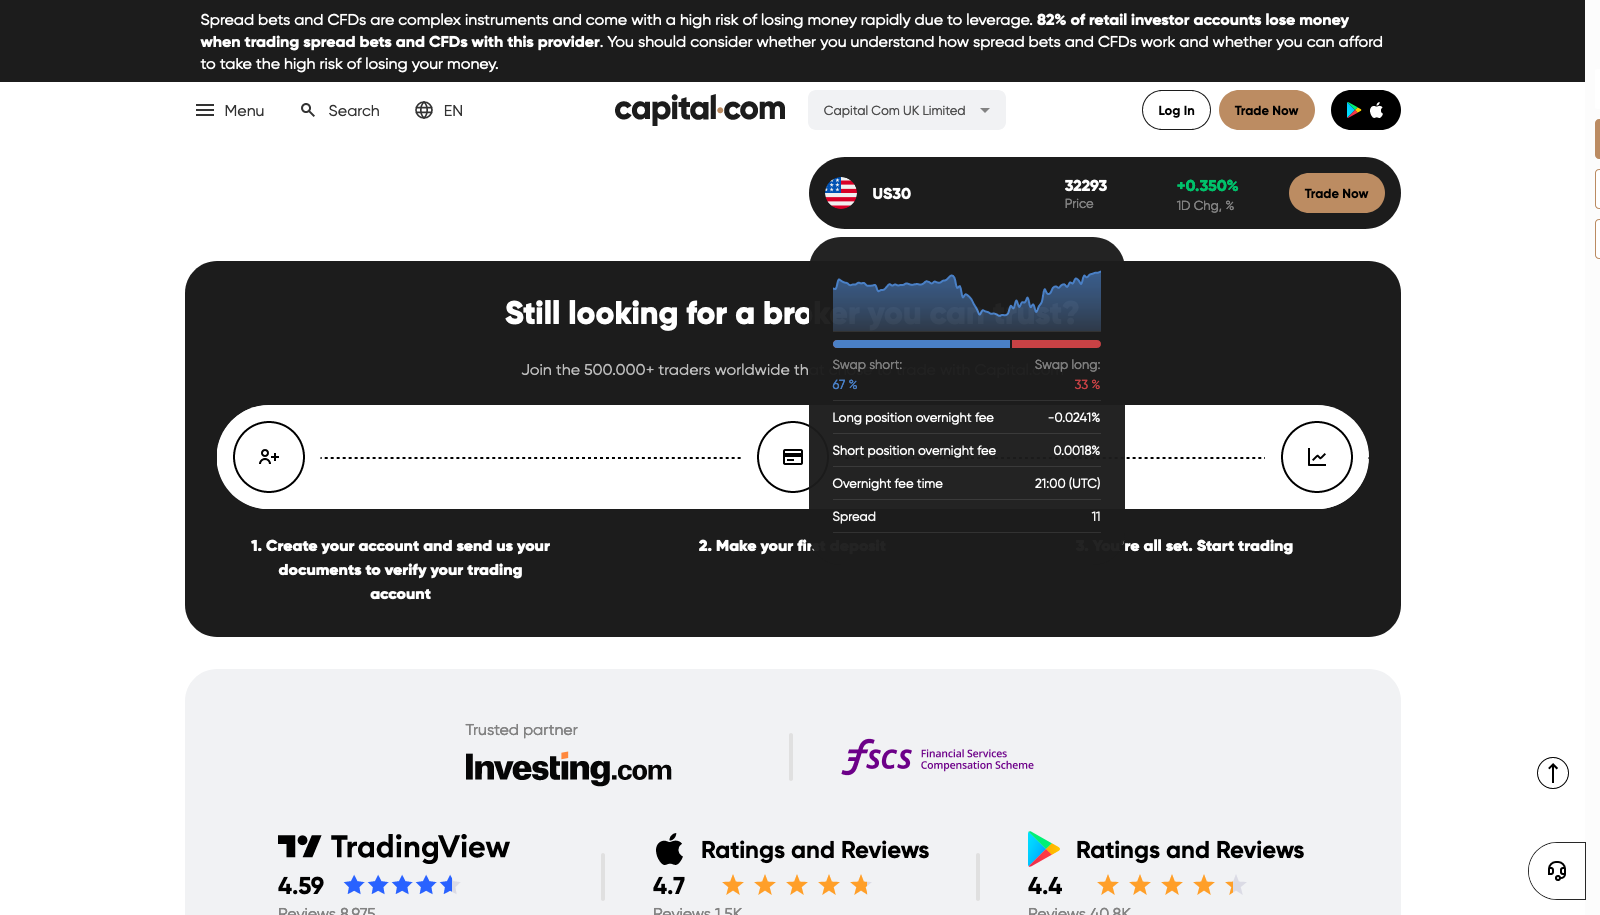 Spread bets and CFDs are complex instruments and come with a high risk of losing money rapidly due to leverage. 82% of retail investor accounts lose money
when trading spread bets and CFDs with this provider. You should consider whether you understand how spread bets and CFDs work and whether you can afford
to take the high risk of losing your money.
Menu
Search
EN
capital.com
Capital Com UK Limited
Log In
Trade Now
US30
32293
Price
+0.350%
1D Chg, %
Trade Now
Still looking for a broker you can trust?
Join the 500.000+ traders worldwide
Swap short:
Swap long:
67 %
33 %
Long position overnight fee
-0.0241%
Short position overnight fee
0.0018%
Overnight fee time
21:00 (UTC)
Spread
11
1. Create your account and send us your
documents to verify your trading
account
2. Make your first deposit
3. You're all set. Start trading
Trusted partner
Investing.com
fscs
Financial Services
Compensation Scheme
TradingView
4.59
Reviews 8,975
Ratings and Reviews
4.7
Reviews 1.5K
Ratings and Reviews
4.4
Reviews 40.8K